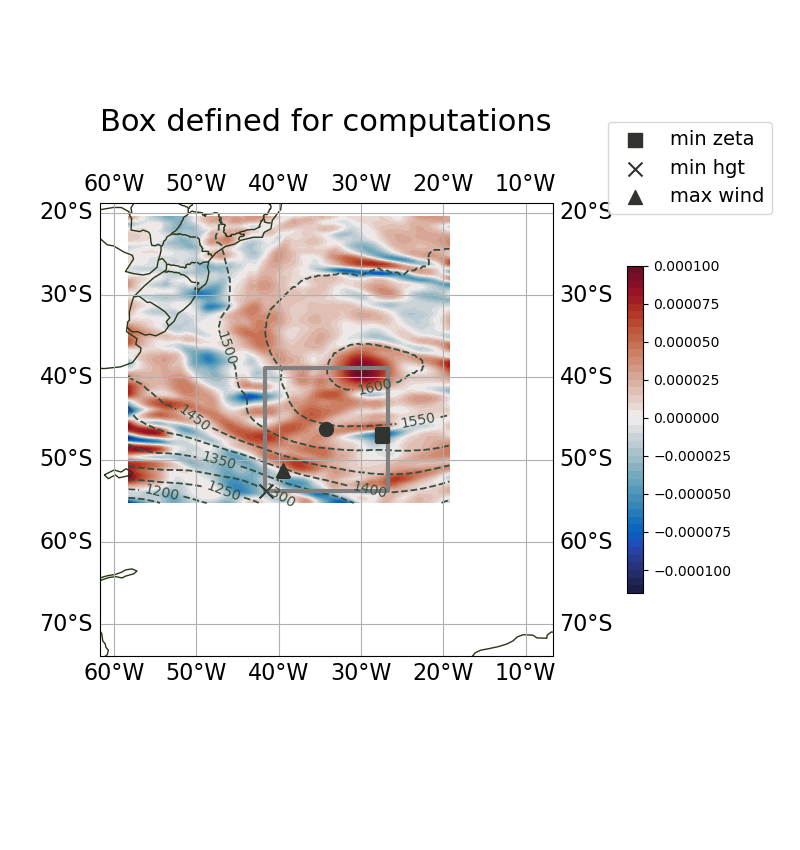 Box defined for computations
min zeta
min hgt
max wind
60°W 50°W 40°W 30°W 20°W 10°W
20°S 20°S
30°S 30°S
40°S 40°S
50°S 50°S
60°S 60°S
70°S 70°S
60°W 50°W 40°W 30°W 20°W 10°W
1500
1600
1450
1550
1350
1400
1200
1250
1300
0.000100
0.000075
0.000050
0.000025
0.000000
−0.000025
−0.000050
−0.000075
−0.000100